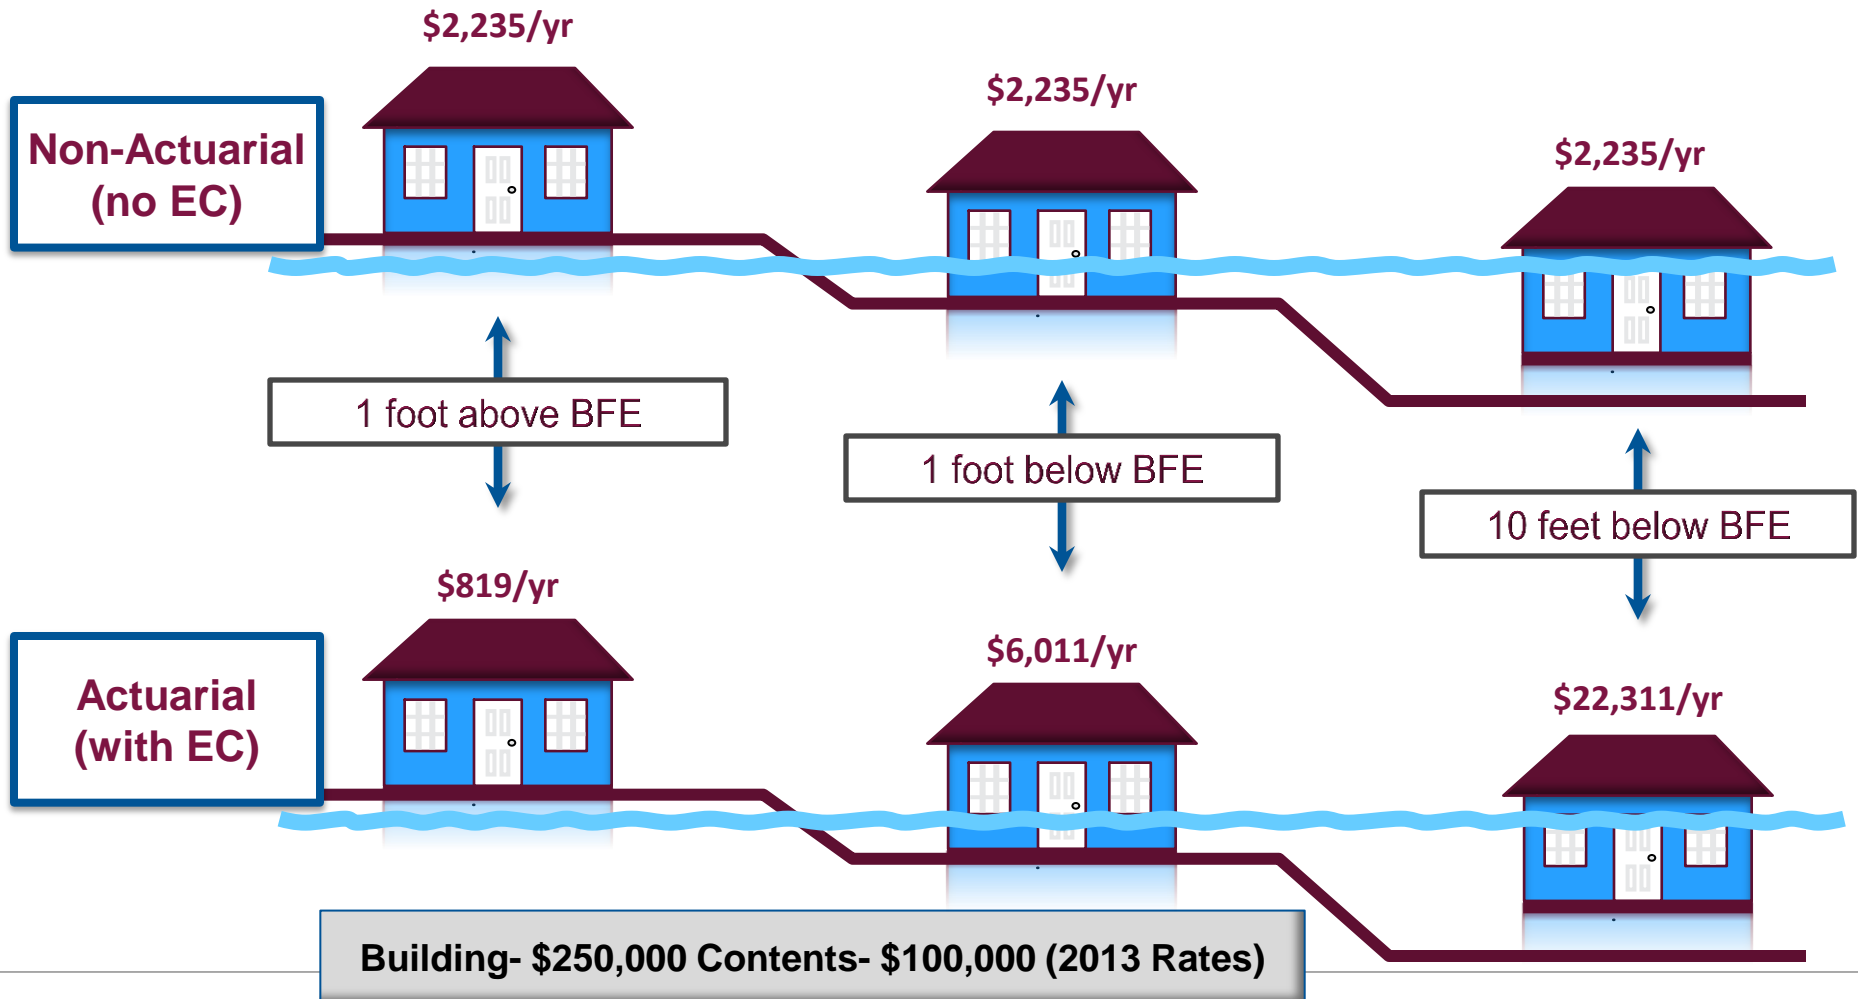 $2,235/yr
$2,235/yr
$2,235/yr
Non-Actuarial
(no EC)
1 foot above BFE
1 foot below BFE
10 feet below BFE
$819/yr
$6,011/yr
$22,311/yr
Actuarial
(with EC)
Building- $250,000 Contents- $100,000 (2013 Rates)